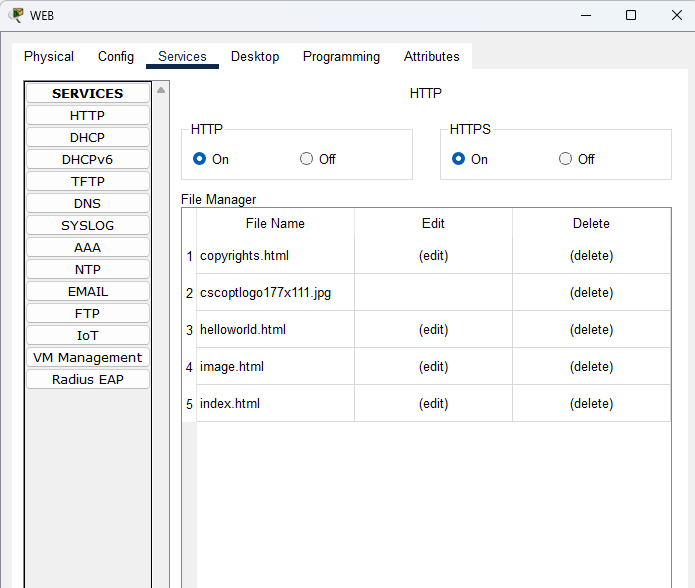 WEB
Physical Config Services Desktop Programming Attributes
SERVICES
HTTP
DHCP
DHCPv6
TFTP
DNS
SYSLOG
AAA
NTP
EMAIL
FTP
IoT
VM Management
Radius EAP
HTTP
HTTP
On Off
HTTPS
On Off
File Manager
File Name Edit Delete
1 copyrights.html (edit) (delete)
2 cscoptlogo177x111.jpg (delete)
3 helloworld.html (edit) (delete)
4 image.html (edit) (delete)
5 index.html (edit) (delete)